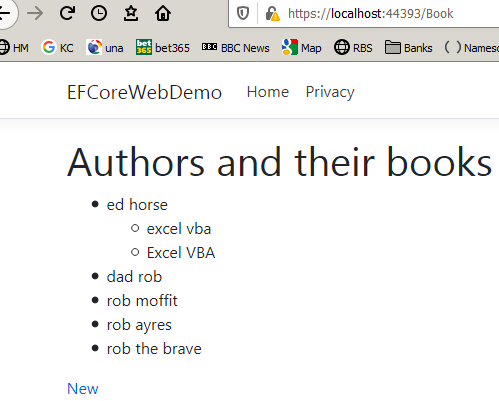 https://localhost:44393/Book
HM KC una bet365 BBC News Map RBS Banks Namesc
EFCoreWebDemo Home Privacy
Authors and their books
ed horse
excel vba
Excel VBA
dad rob
rob moffit
rob ayres
rob the brave
New